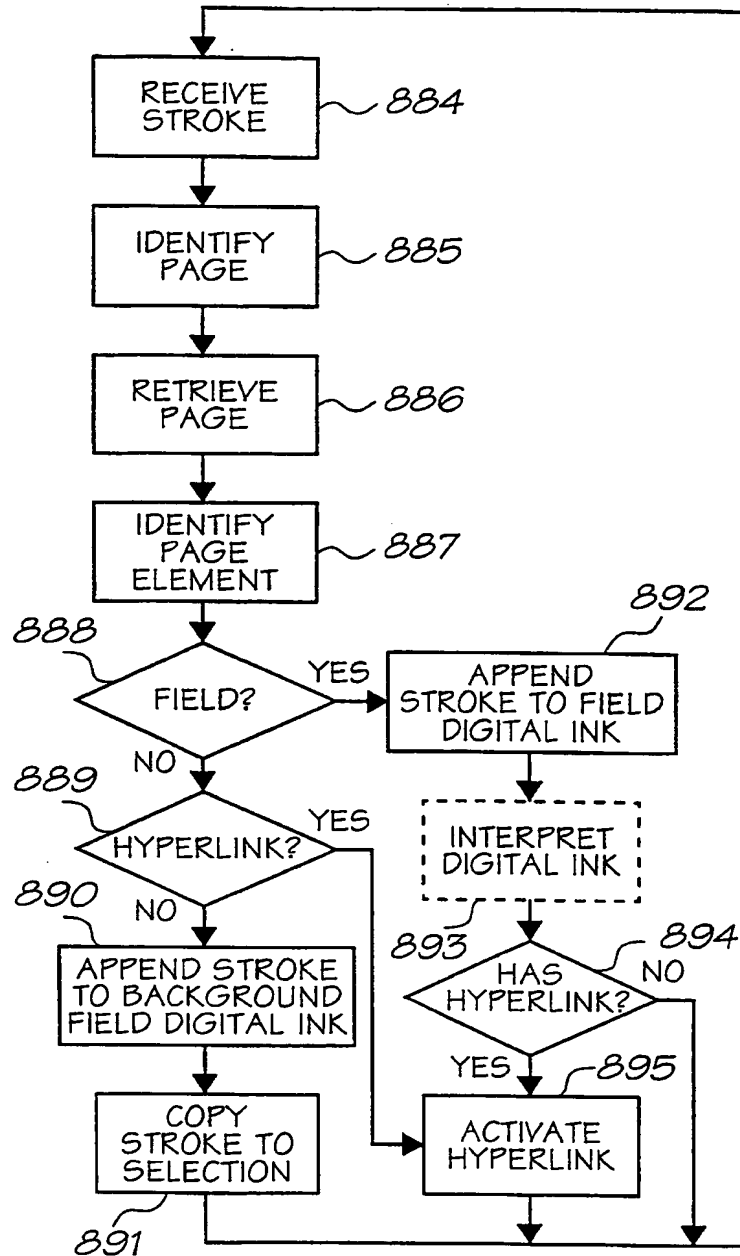 RECEIVE
STROKE
884
IDENTIFY
PAGE
885
RETRIEVE
PAGE
886
IDENTIFY
PAGE
ELEMENT
887
888
FIELD?
YES
NO
892
APPEND
STROKE TO FIELD
DIGITAL INK
889
HYPERLINK?
YES
NO
INTERPRET
DIGITAL INK
893
890
APPEND STROKE
TO BACKGROUND
FIELD DIGITAL INK
894
HAS
HYPERLINK?
NO
YES
895
COPY
STROKE TO
SELECTION
891
ACTIVATE
HYPERLINK